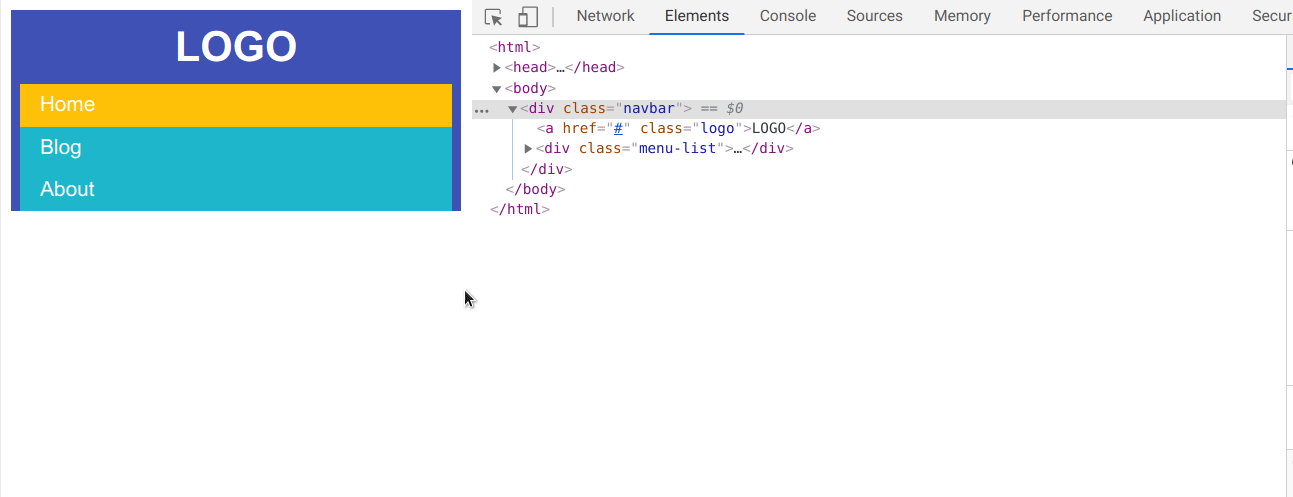 LOGO
Home
Blog
About
Network Elements Console Sources Memory Performance Application Secur
<html>
<head>…</head>
<body>
… <div class="navbar"> == $0
<a href="#" class="logo">LOGO</a>
<div class="menu-list">…</div>
</div>
</body>
</html>